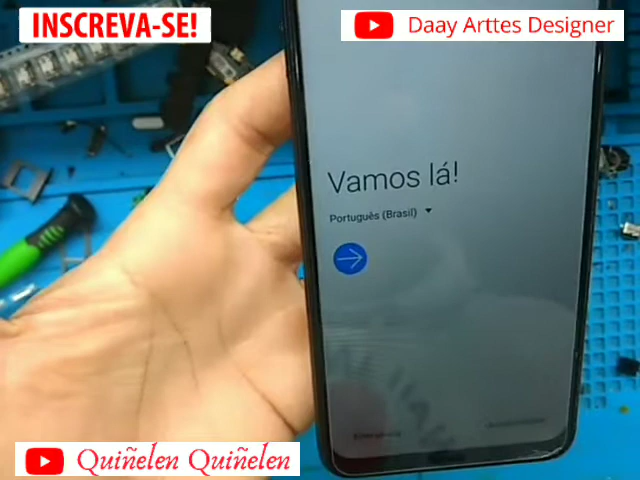 INSCREVA-SE!
Daay Arttes Designer
Vamos lá!
Português (Brasil)
Quiñelen Quiñelen